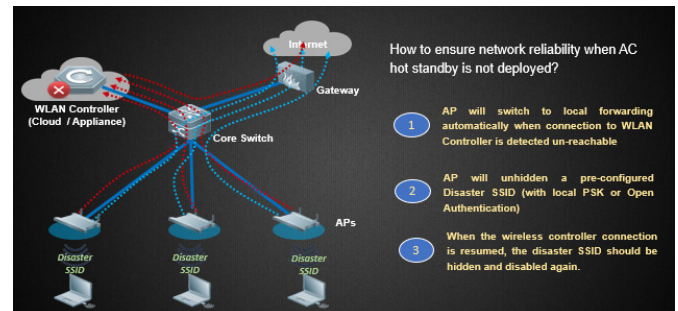 Internet
Gateway
WLAN Controller
(Cloud / Appliance)
Core Switch
APs
Disaster
SSID
Disaster
SSID
Disaster
SSID
How to ensure network reliability when AC
hot standby is not deployed?
1
AP will switch to local forwarding
automatically when connection to WLAN
Controller is detected un-reachable
2
AP will unhidden a pre-configured
Disaster SSID (with local PSK or Open
Authentication)
3
When the wireless controller connection
is resumed, the disaster SSID should be
hidden and disabled again.